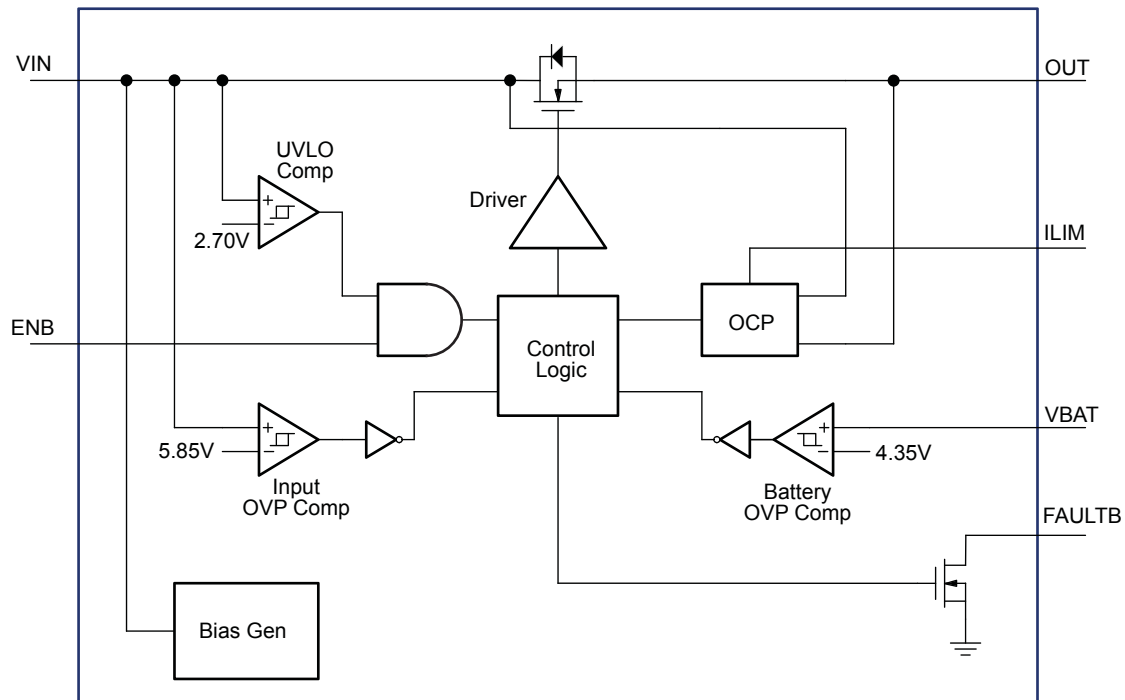 VIN
OUT
UVLO
Comp
+
−
2.70V
Driver
ILIM
OCP
ENB
Control
Logic
+
−
5.85V
Input
OVP Comp
VBAT
+
−
4.35V
Battery
OVP Comp
FAULTB
Bias Gen